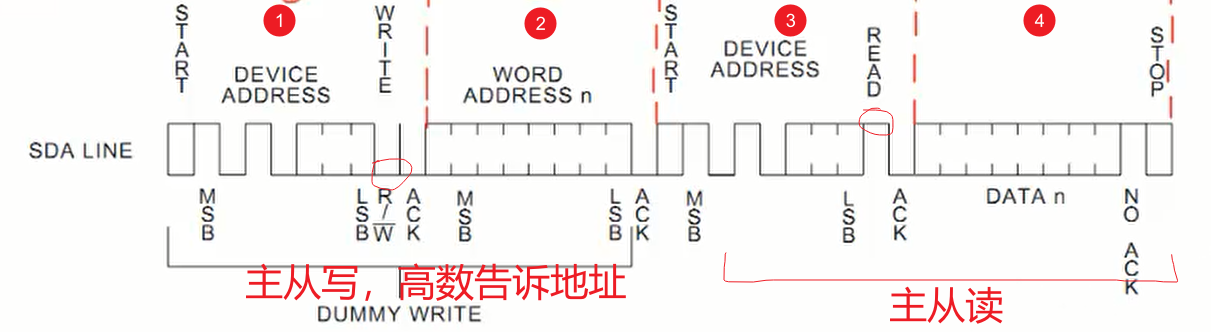 1
2
3
4
START
WRITE
START
READ
STOP
DEVICE
ADDRESS
WORD
ADDRESS n
DEVICE
ADDRESS
SDA LINE
MSB
LSB
R/W
ACK
MSB
LSB
ACK
MSB
LSB
ACK
DATA n
NO ACK
主从写，高数告诉地址
主从读
DUMMY WRITE